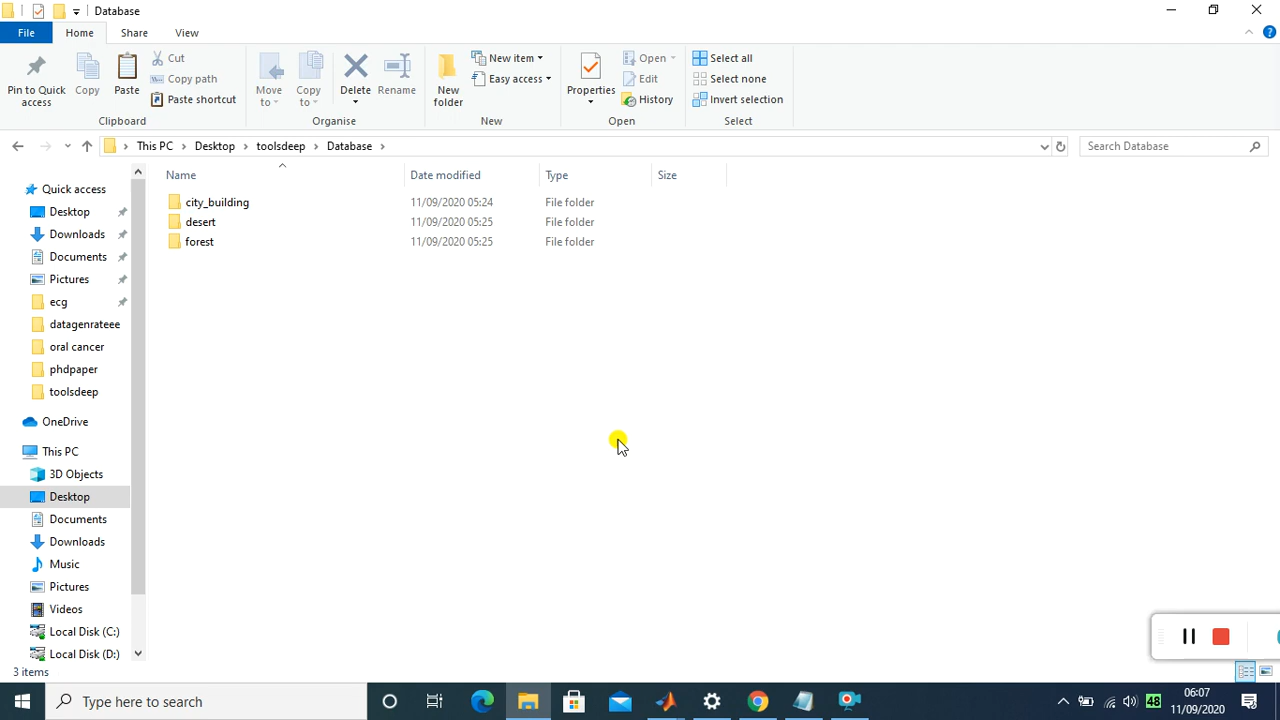 Database
File Home Share View
Pin to Quick access
Copy
Paste
Cut
Copy path
Paste shortcut
Clipboard
Move to
Copy to
Delete
Rename
Organise
New folder
New item
Easy access
New
Properties
Open
Edit
History
Open
Select all
Select none
Invert selection
Select
This PC Desktop toolsdeep Database
Search Database
Name Date modified Type Size
city_building 11/09/2020 05:24 File folder
desert 11/09/2020 05:25 File folder
forest 11/09/2020 05:25 File folder
Quick access
Desktop
Downloads
Documents
Pictures
ecg
datagenrateee
oral cancer
phdpaper
toolsdeep
OneDrive
This PC
3D Objects
Desktop
Documents
Downloads
Music
Pictures
Videos
Local Disk (C:)
Local Disk (D:)
3 items
Type here to search
48
06:07
11/09/2020